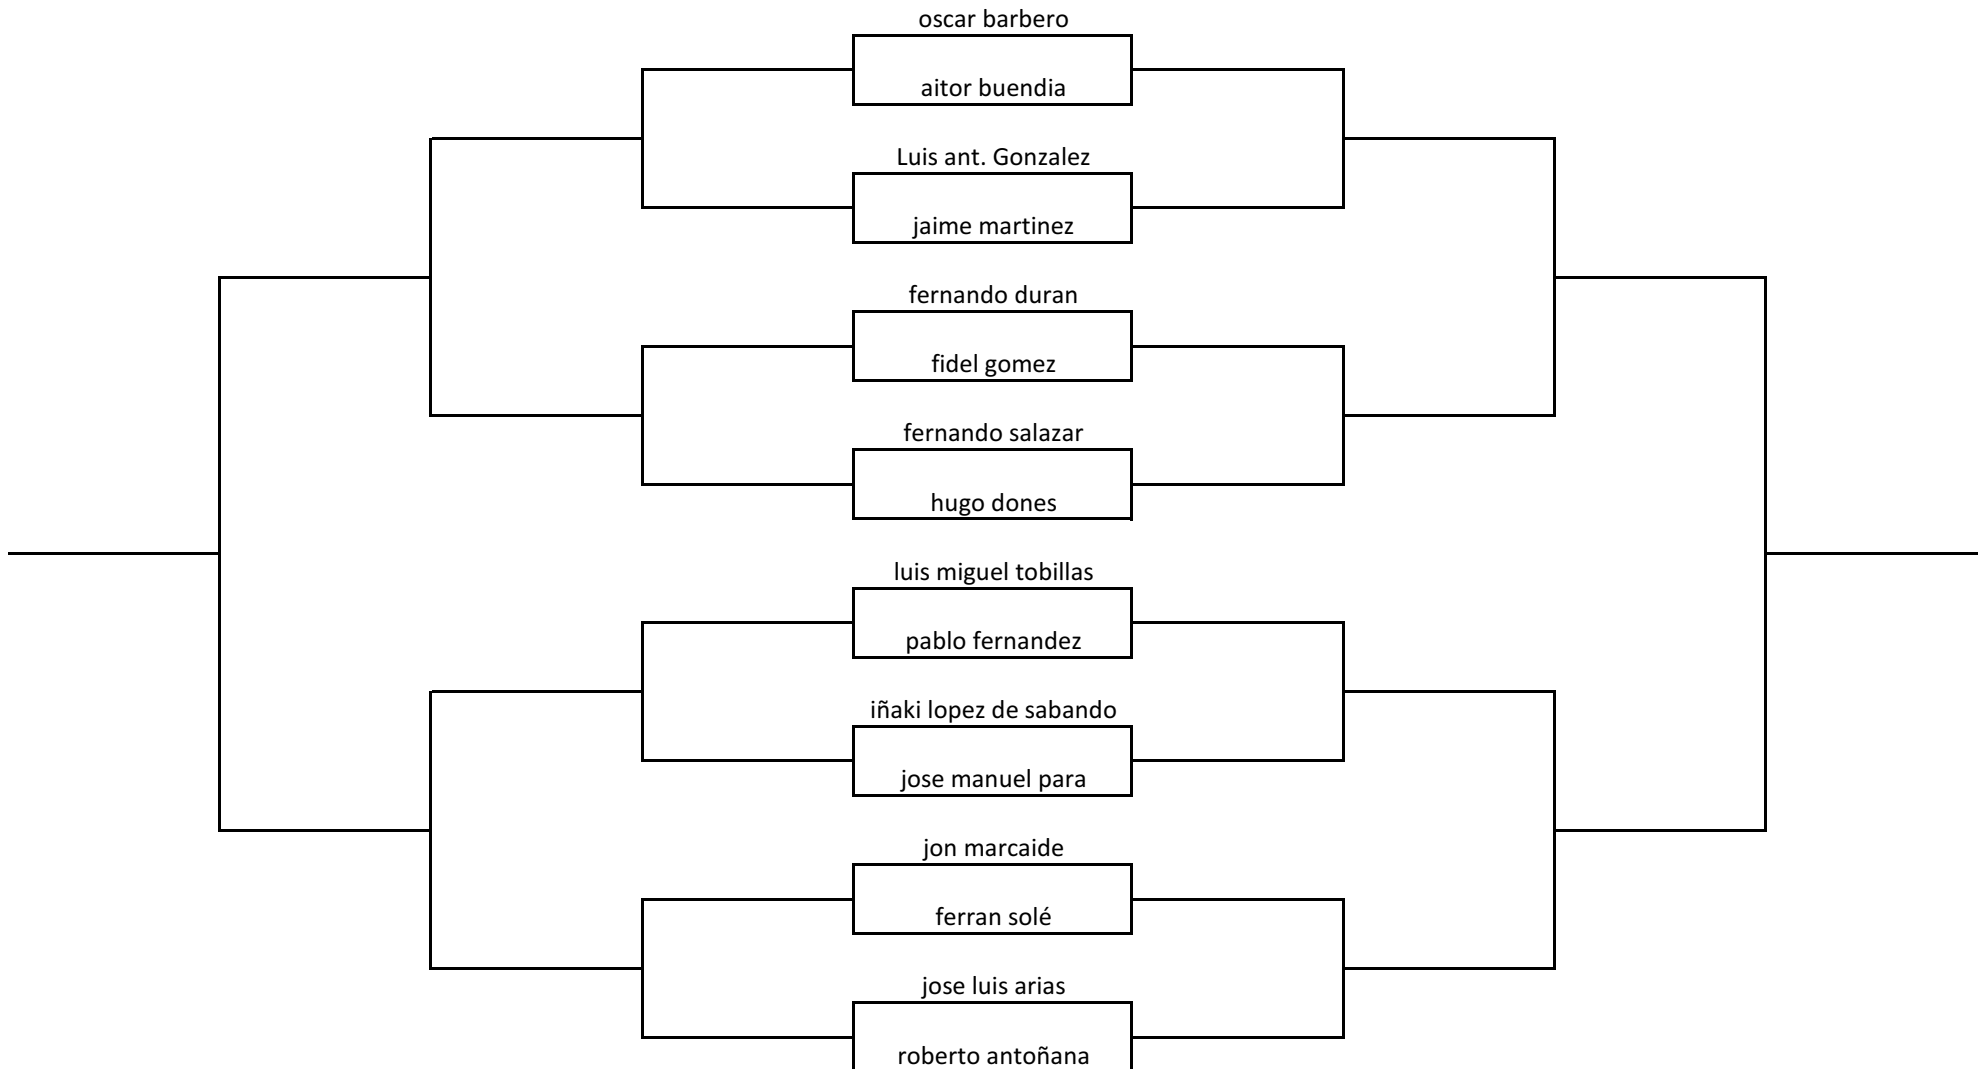 oscar barbero
aitor buendia
Luis ant. Gonzalez
jaime martinez
fernando duran
fidel gomez
fernando salazar
hugo dones
luis miguel tobillas
pablo fernandez
iñaki lopez de sabando
jose manuel para
jon marcaide
ferran solé
jose luis arias
roberto antoñana